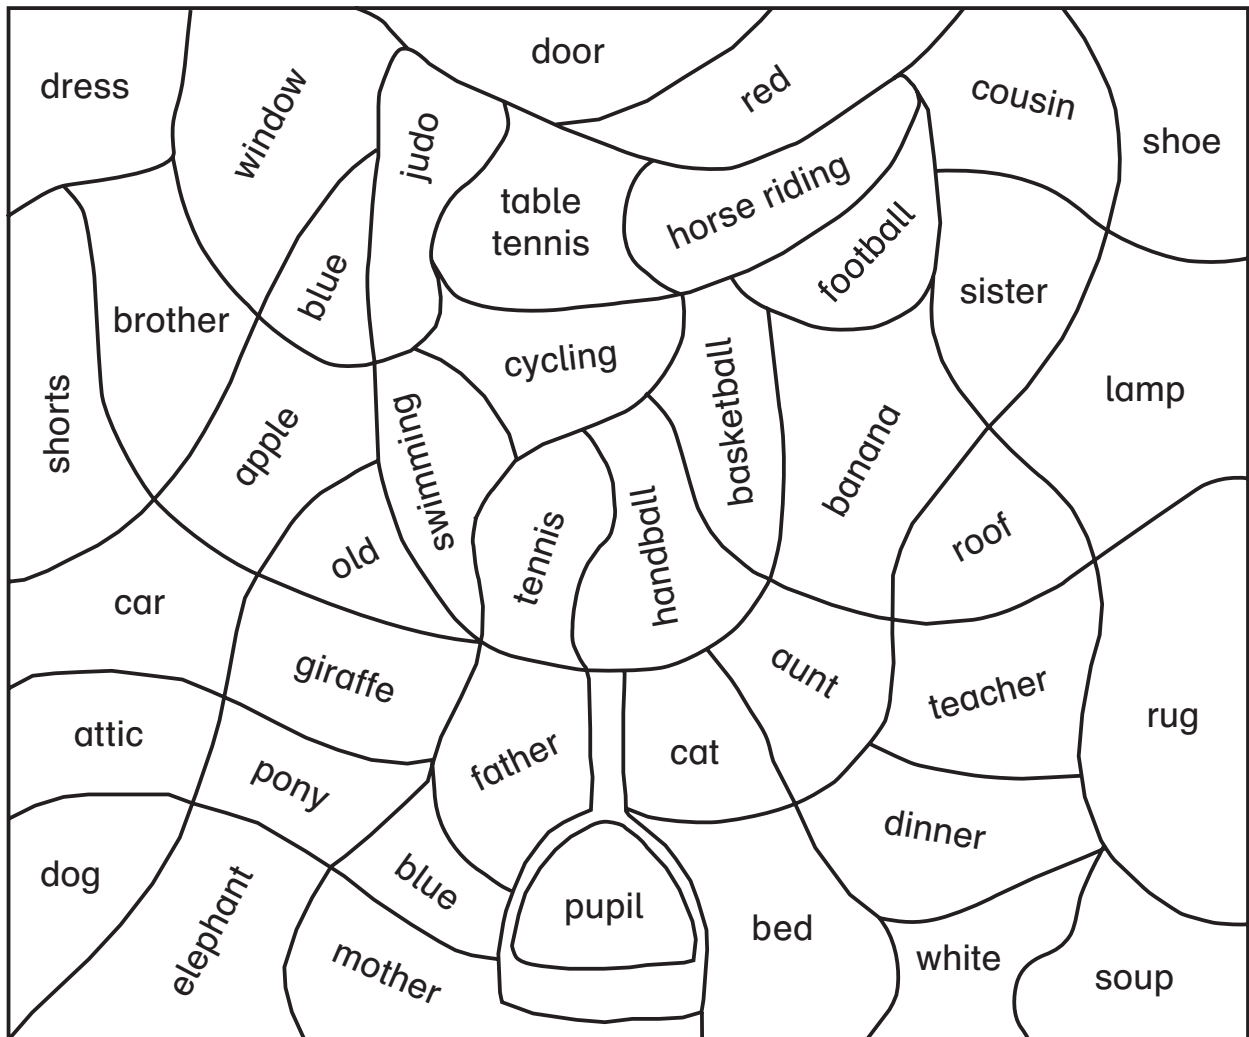 door
dress
window
red
cousin
judo
shoe
table
tennis
horse riding
football
blue
sister
brother
cycling
basketball
lamp
shorts
apple
swimming
banana
tennis
handball
old
roof
car
giraffe
aunt
teacher
attic
father
cat
rug
pony
dinner
dog
blue
pupil
elephant
mother
bed
white
soup